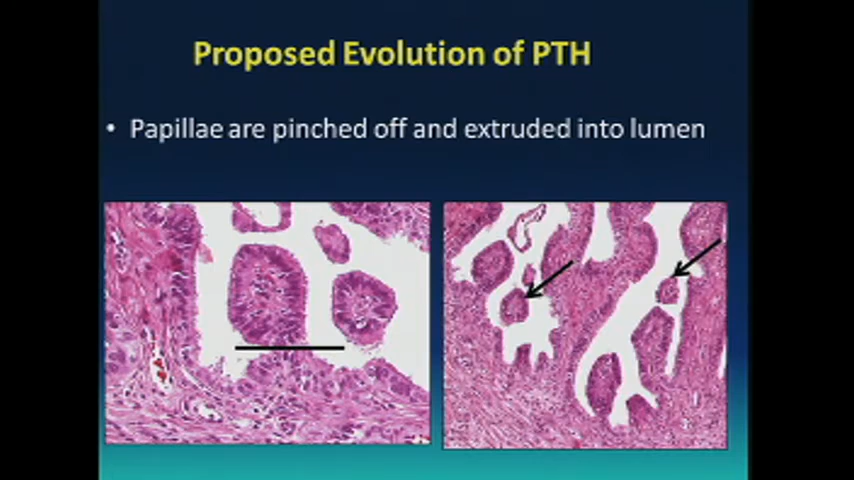 Proposed Evolution of PTH
• Papillae are pinched off and extruded into lumen